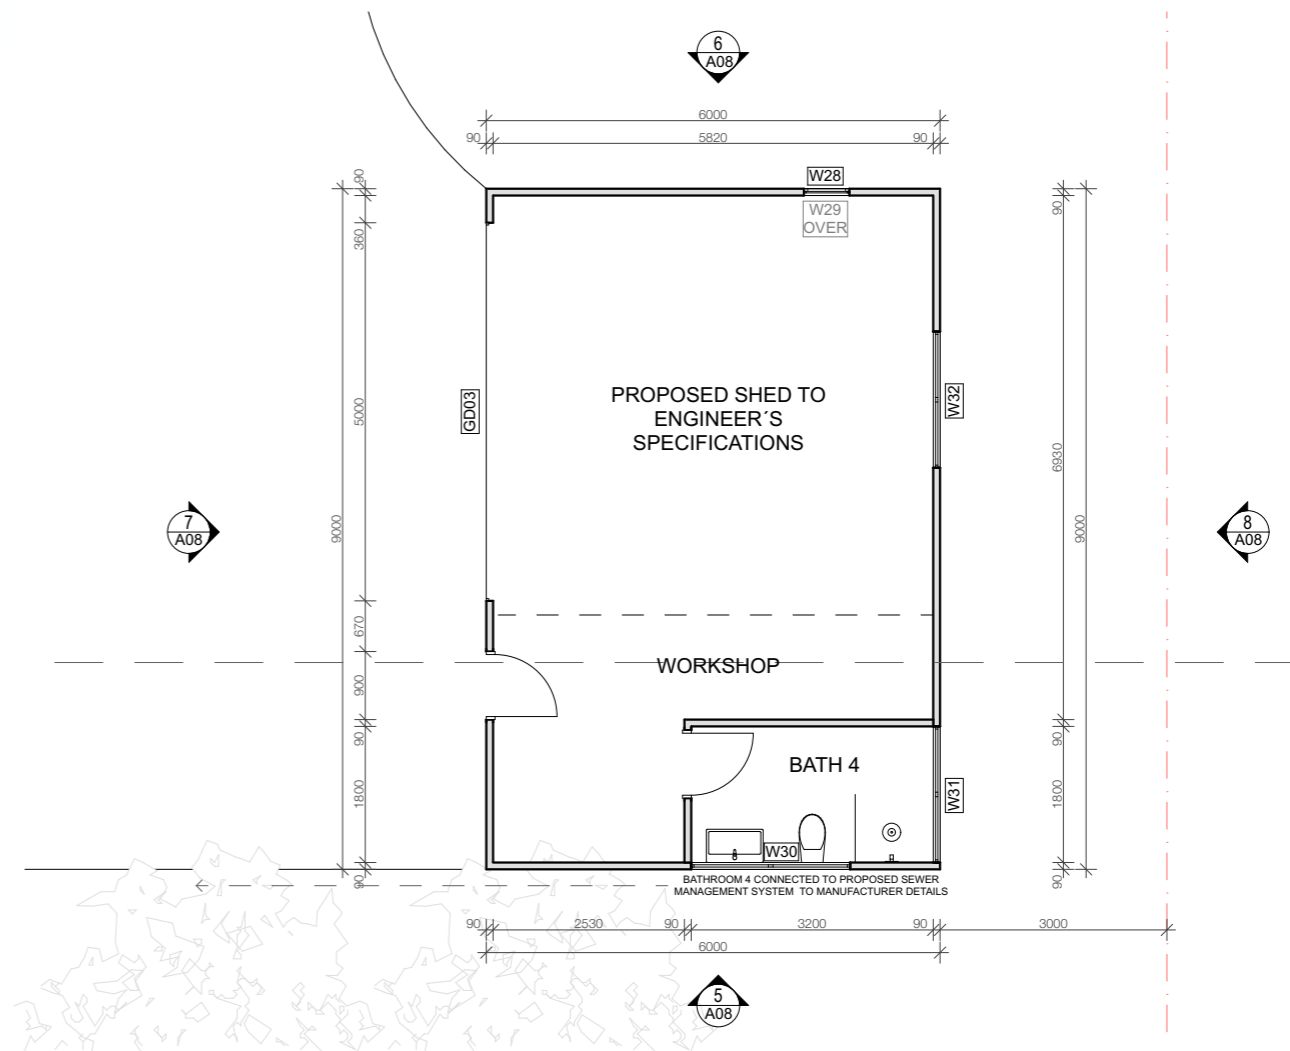 6
A08
6000
90 5820 90
W28
W29
OVER
90
360
5000
9000
670
900
90
1800
90
GD03
PROPOSED SHED TO
ENGINEER´S
SPECIFICATIONS
W32
90
6930
9000
90
1800
90
7
A08
8
A08
WORKSHOP
BATH 4
W31
W30
BATHROOM 4 CONNECTED TO PROPOSED SEWER
MANAGEMENT SYSTEM TO MANUFACTURER DETAILS
90 2530 90 3200 90 3000
6000
5
A08